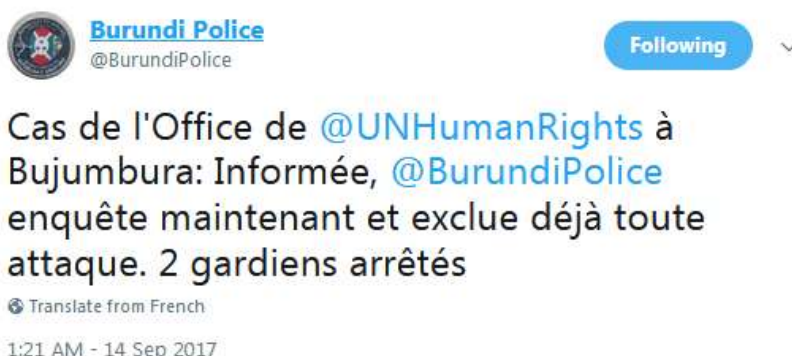 Burundi Police
@BurundiPolice
Following
Cas de l'Office de @UNHumanRights à
Bujumbura: Informée, @BurundiPolice
enquête maintenant et exclue déjà toute
attaque. 2 gardiens arrêtés
Translate from French
1:21 AM - 14 Sep 2017